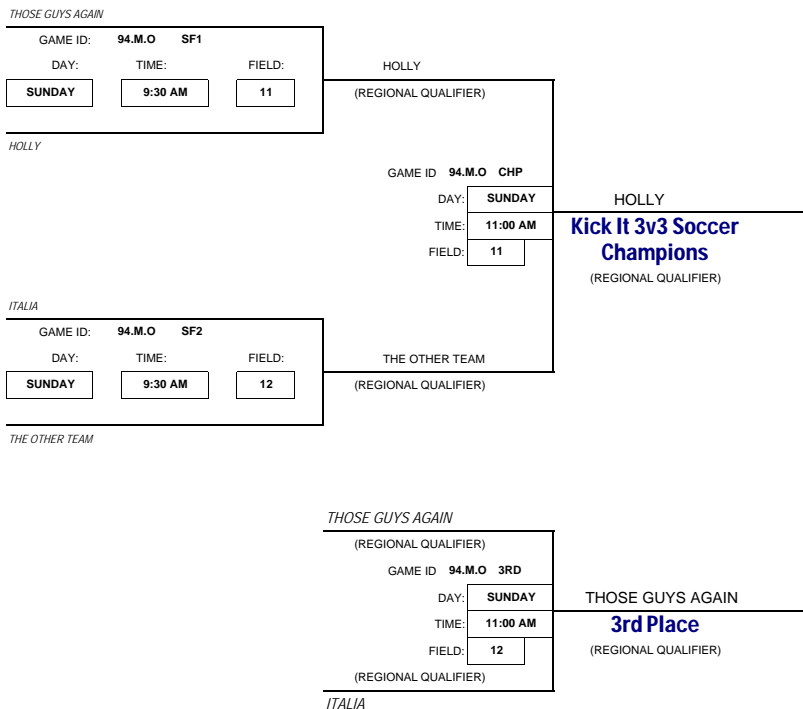 THOSE GUYS AGAIN
GAME ID: 94.M.O SF1
DAY: TIME: FIELD:
SUNDAY 9:30 AM 11
HOLLY
(REGIONAL QUALIFIER)
HOLLY
GAME ID 94.M.O CHP
DAY: SUNDAY
TIME: 11:00 AM
FIELD: 11
HOLLY
Kick It 3v3 Soccer
Champions
(REGIONAL QUALIFIER)
ITALIA
GAME ID: 94.M.O SF2
DAY: TIME: FIELD:
SUNDAY 9:30 AM 12
THE OTHER TEAM
(REGIONAL QUALIFIER)
THE OTHER TEAM
THOSE GUYS AGAIN
(REGIONAL QUALIFIER)
GAME ID 94.M.O 3RD
DAY: SUNDAY
TIME: 11:00 AM
FIELD: 12
(REGIONAL QUALIFIER)
ITALIA
THOSE GUYS AGAIN
3rd Place
(REGIONAL QUALIFIER)